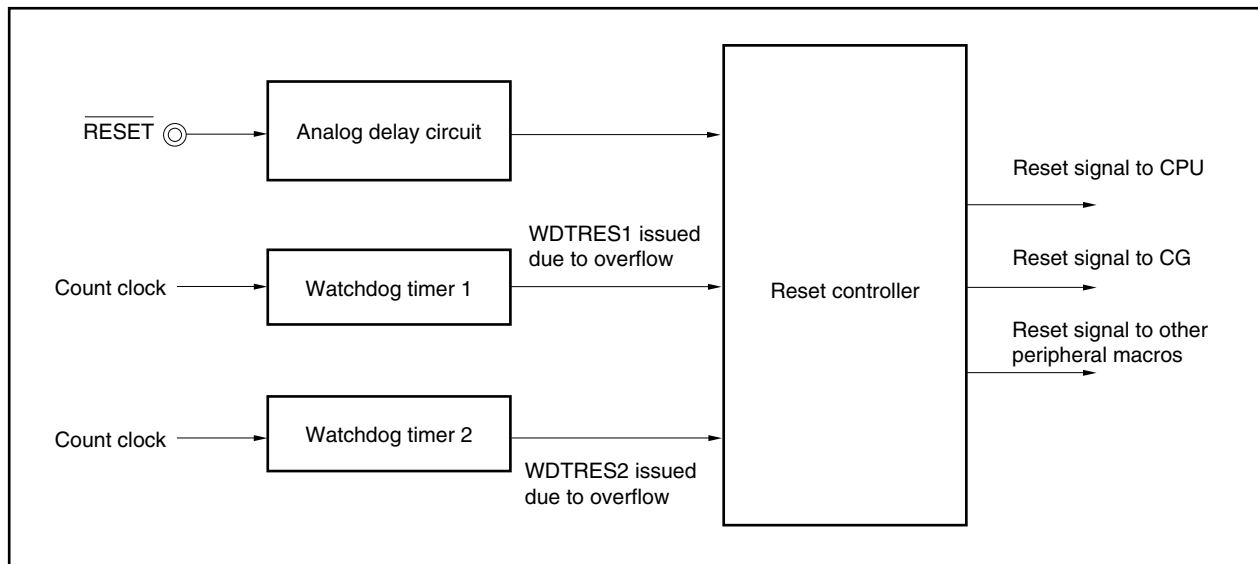 RESET
Analog delay circuit
Reset signal to CPU
WDTRES1 issued
due to overflow
Reset signal to CG
Count clock
Watchdog timer 1
Reset controller
Reset signal to other
peripheral macros
Count clock
Watchdog timer 2
WDTRES2 issued
due to overflow